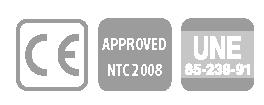 CE
APPROVED
NTC 2008
UNE
85-238-91